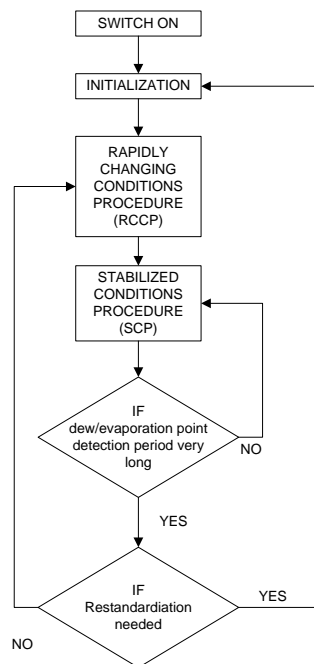 SWITCH ON
INITIALIZATION
RAPIDLY
CHANGING
CONDITIONS
PROCEDURE
(RCCP)
STABILIZED
CONDITIONS
PROCEDURE
(SCP)
IF
dew/evaporation point
detection period very
long
NO
YES
IF
Restandardiation
needed
YES
NO